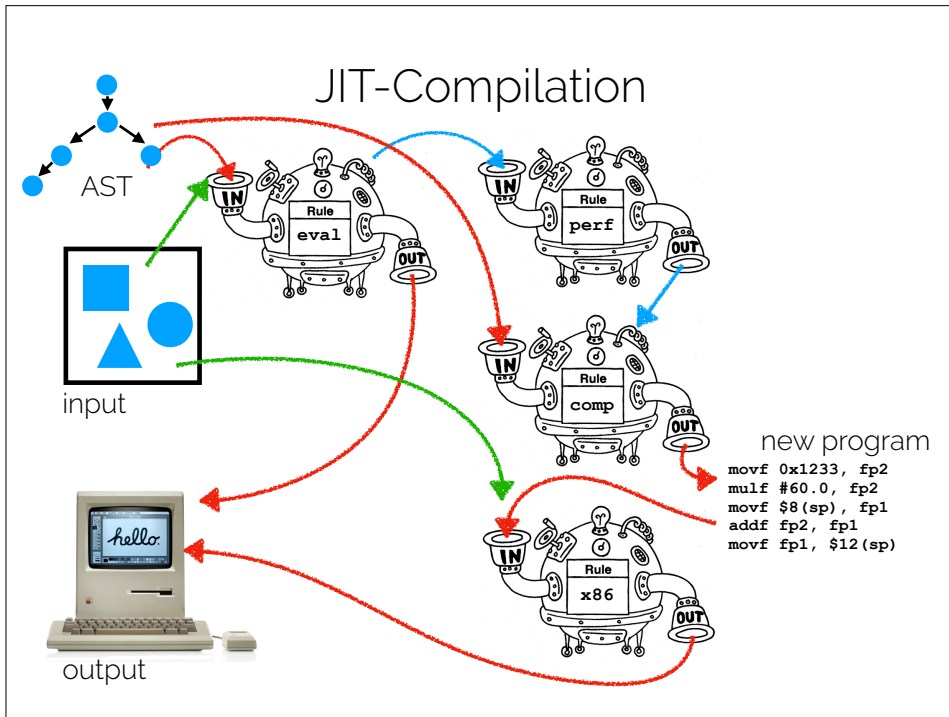 JIT-Compilation
AST
IN
Rule
eval
OUT
IN
Rule
perf
OUT
input
IN
Rule
comp
OUT
new program
movf 0x1233, fp2
mulf #60.0, fp2
movf $8(sp), fp1
addf fp2, fp1
movf fp1, $12(sp)
hello.
IN
Rule
x86
OUT
output